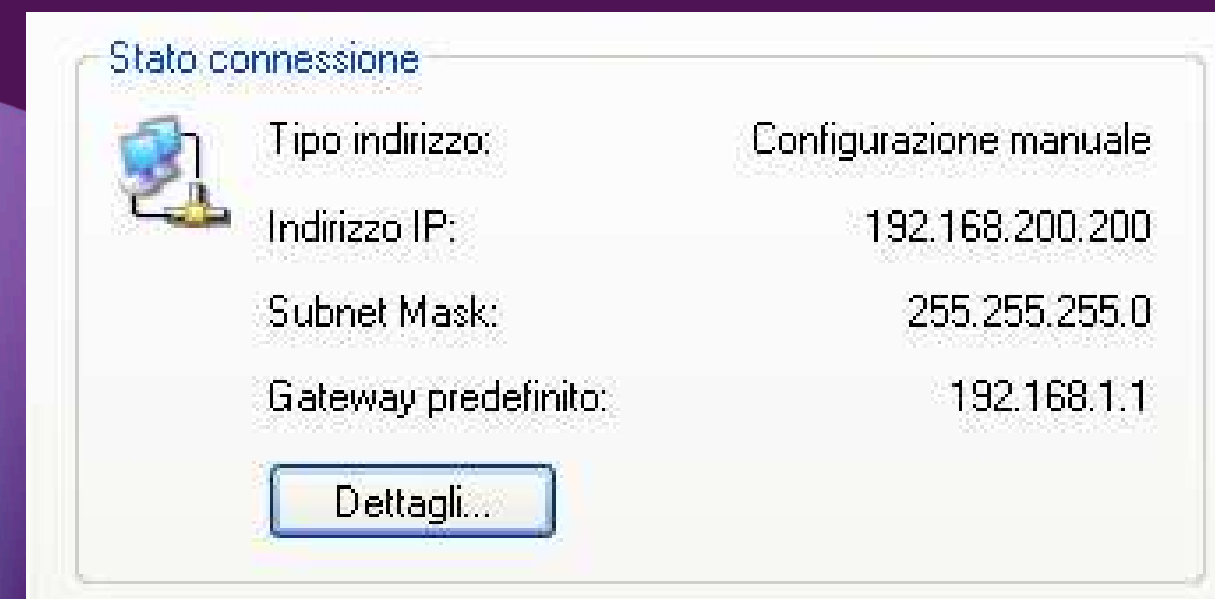 Stato connessione
Tipo indirizzo: Configurazione manuale
Indirizzo IP: 192.168.200.200
Subnet Mask: 255.255.255.0
Gateway predefinito: 192.168.1.1
Dettagli...